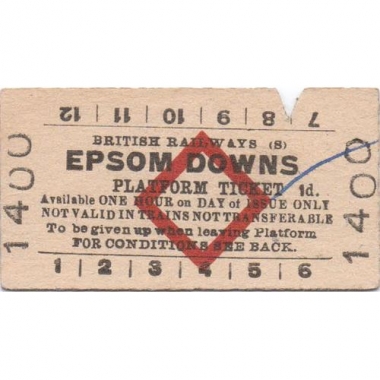 7 | 8 | 9 | 10 | 11 | 12
BRITISH RAILWAYS (S)
EPSOM DOWNS
PLATFORM TICKET 1d.
Available ONE HOUR on DAY of ISSUE ONLY
NOT VALID IN TRAINS NOT TRANSFERABLE
To be given up when leaving Platform
FOR CONDITIONS SEE BACK.
1 | 2 | 3 | 4 | 5 | 6
1400
1400